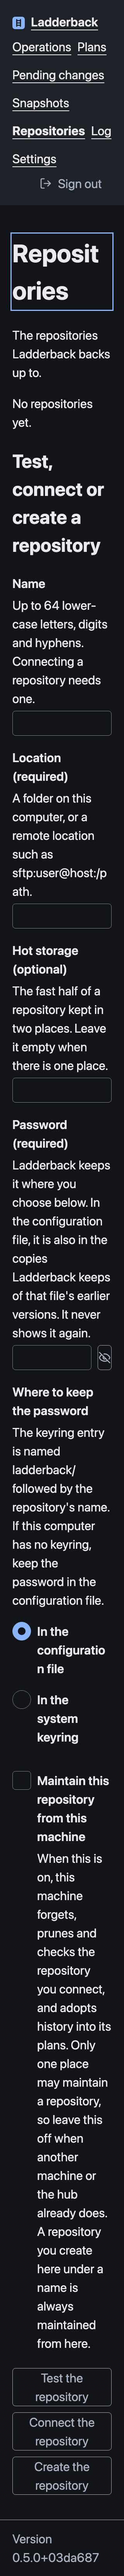 Ladderback
Operations Plans
Pending changes
Snapshots
Repositories Log
Settings
Sign out
Reposit
ories
The repositories
Ladderback backs
up to.
No repositories
yet.
Test,
connect or
create a
repository
Name
Up to 64 lower-
case letters, digits
and hyphens.
Connecting a
repository needs
one.
Location
(required)
A folder on this
computer, or a
remote location
such as
sftp:user@host:/p
ath.
Hot storage
(optional)
The fast half of a
repository kept in
two places. Leave
it empty when
there is one place.
Password
(required)
Ladderback keeps
it where you
choose below. In
the configuration
file, it is also in the
copies
Ladderback keeps
of that file's earlier
versions. It never
shows it again.
Where to keep
the password
The keyring entry
is named
ladderback/
followed by the
repository's name.
If this computer
has no keyring,
keep the
password in the
configuration file.
In the
configuratio
n file
In the
system
keyring
Maintain this
repository
from this
machine
When this is
on, this
machine
forgets,
prunes and
checks the
repository
you connect,
and adopts
history into its
plans. Only
one place
may maintain
a repository,
so leave this
off when
another
machine or
the hub
already does.
A repository
you create
here under a
name is
always
maintained
from here.
Test the
repository
Connect the
repository
Create the
repository
Version
0.5.0+03da687